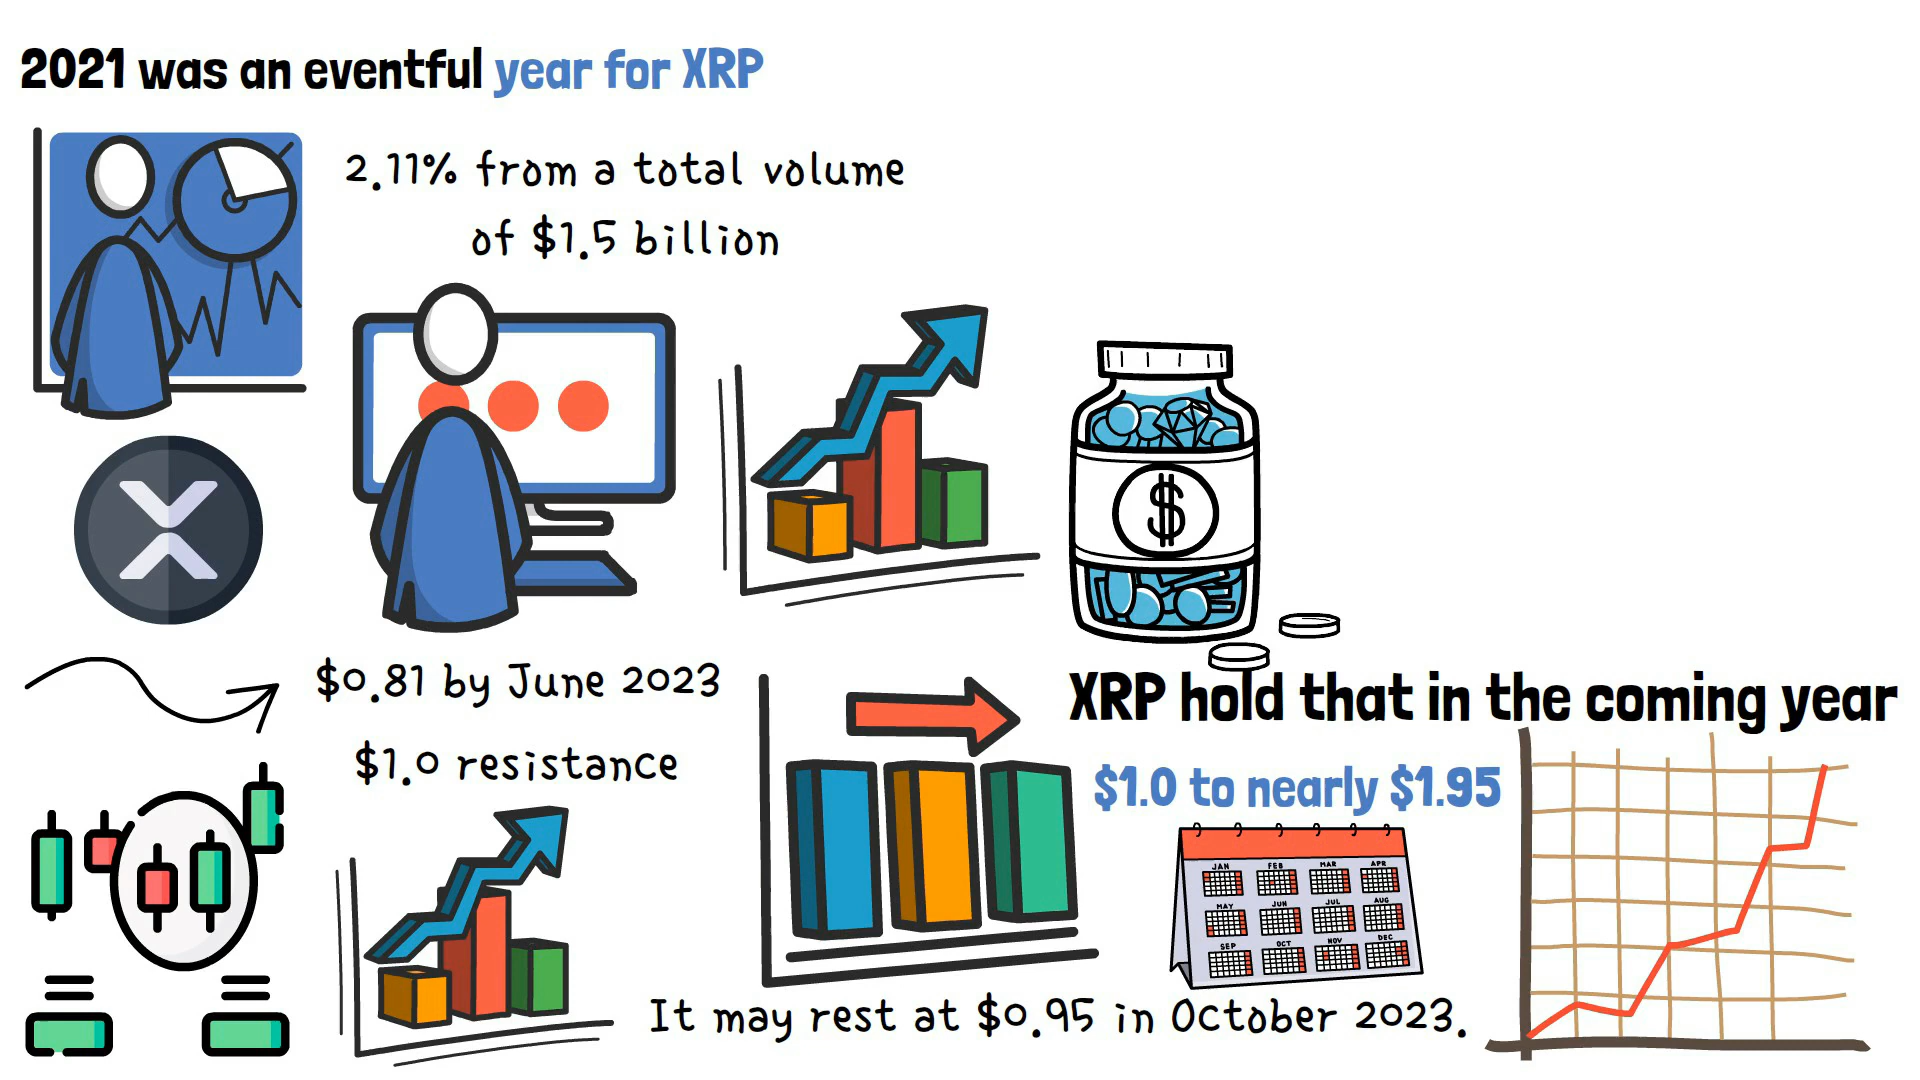 2021 was an eventful year for XRP
2.11% from a total volume
of $1.5 billion
$
$0.81 by June 2023
$1.0 resistance
XRP hold that in the coming year
$1.0 to nearly $1.95
JAN FEB MAR APR
MAY JUN JUL AUG
SEP OCT NOV DEC
It may rest at $0.95 in October 2023.